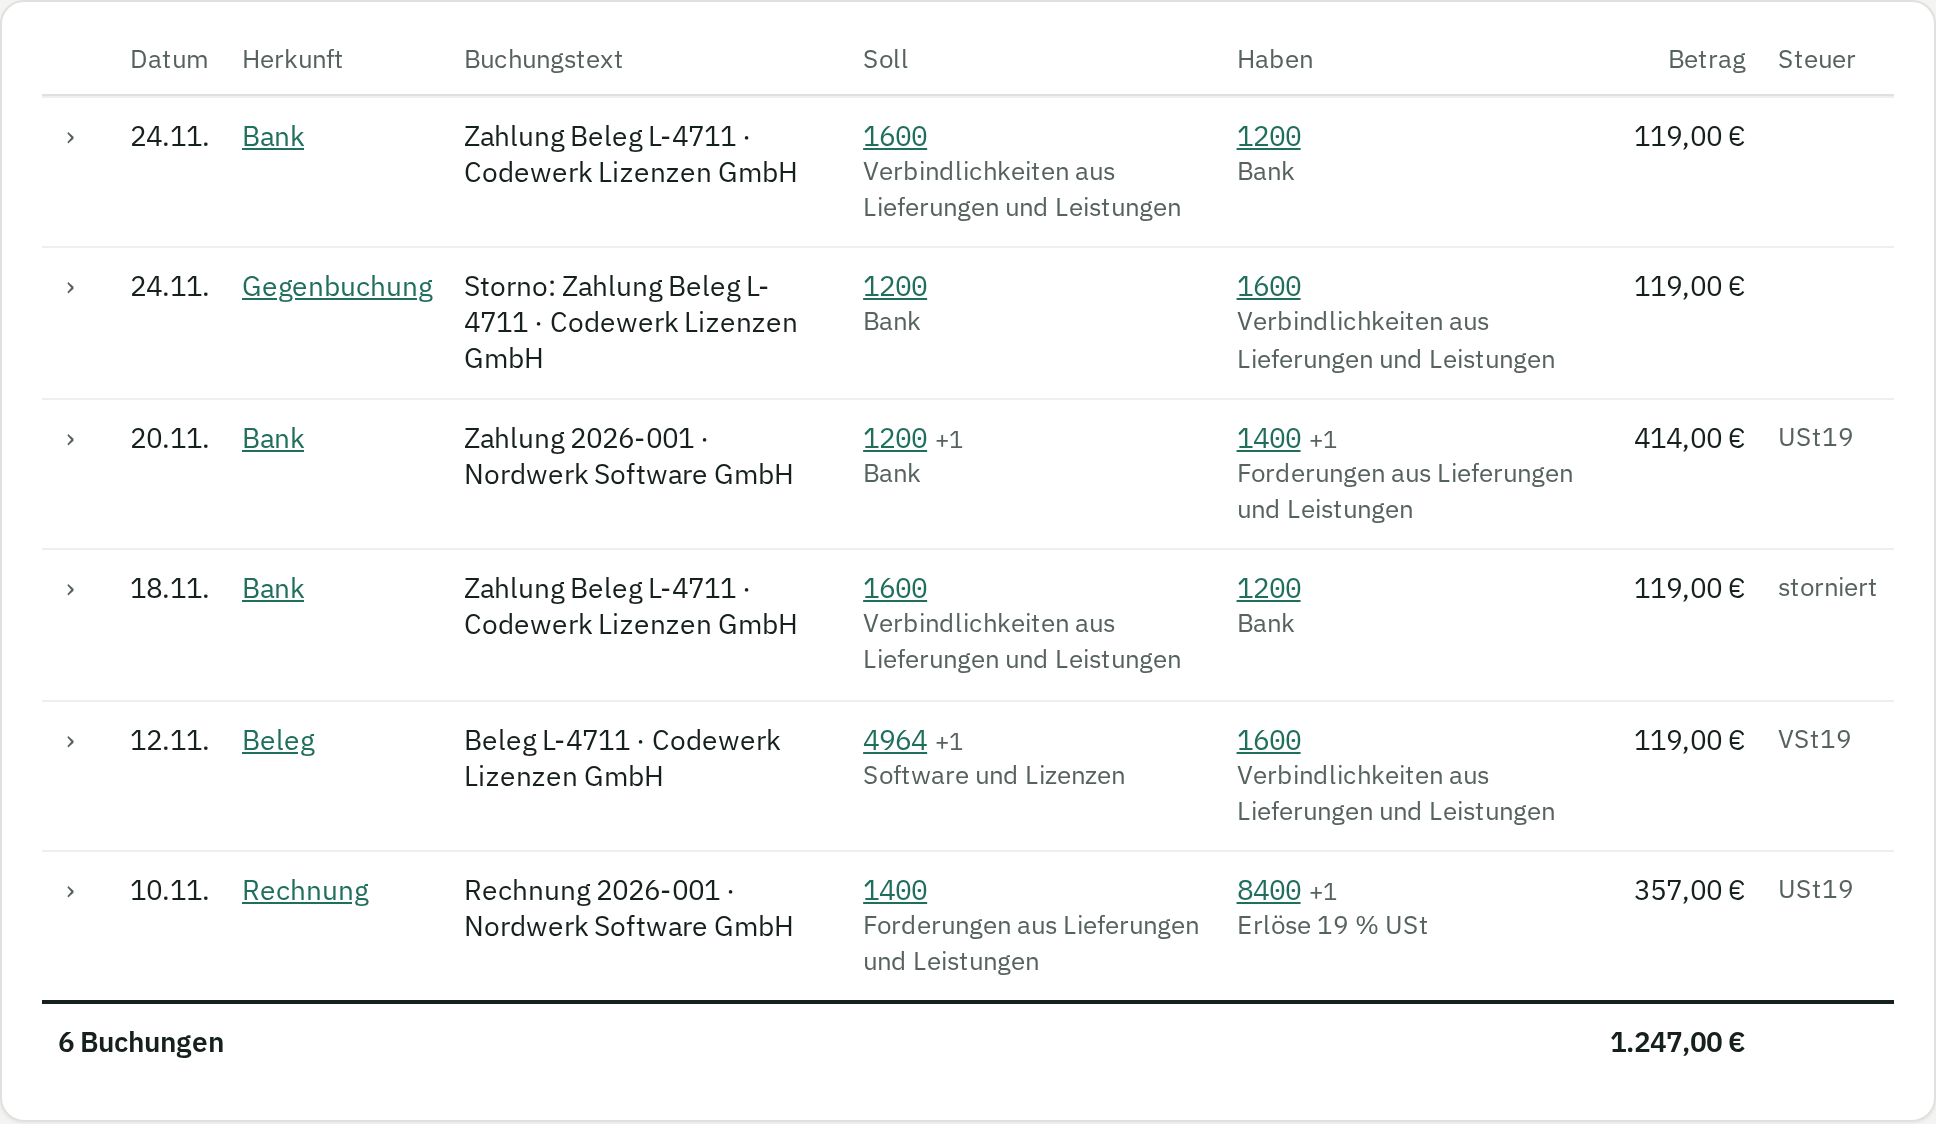 Datum Herkunft Buchungstext Soll Haben Betrag Steuer
› 24.11. Bank Zahlung Beleg L-4711 · 1600 1200 119,00 €
Codewerk Lizenzen GmbH Verbindlichkeiten aus Bank
Lieferungen und Leistungen
› 24.11. Gegenbuchung Storno: Zahlung Beleg L- 1200 1600 119,00 €
4711 · Codewerk Lizenzen Bank Verbindlichkeiten aus
GmbH Lieferungen und Leistungen
› 20.11. Bank Zahlung 2026-001 · 1200 +1 1400 +1 414,00 € USt19
Nordwerk Software GmbH Bank Forderungen aus Lieferungen
und Leistungen
› 18.11. Bank Zahlung Beleg L-4711 · 1600 1200 119,00 € storniert
Codewerk Lizenzen GmbH Verbindlichkeiten aus Bank
Lieferungen und Leistungen
› 12.11. Beleg Beleg L-4711 · Codewerk 4964 +1 1600 119,00 € VSt19
Lizenzen GmbH Software und Lizenzen Verbindlichkeiten aus
Lieferungen und Leistungen
› 10.11. Rechnung Rechnung 2026-001 · 1400 8400 +1 357,00 € USt19
Nordwerk Software GmbH Forderungen aus Lieferungen Erlöse 19 % USt
und Leistungen
6 Buchungen 1.247,00 €